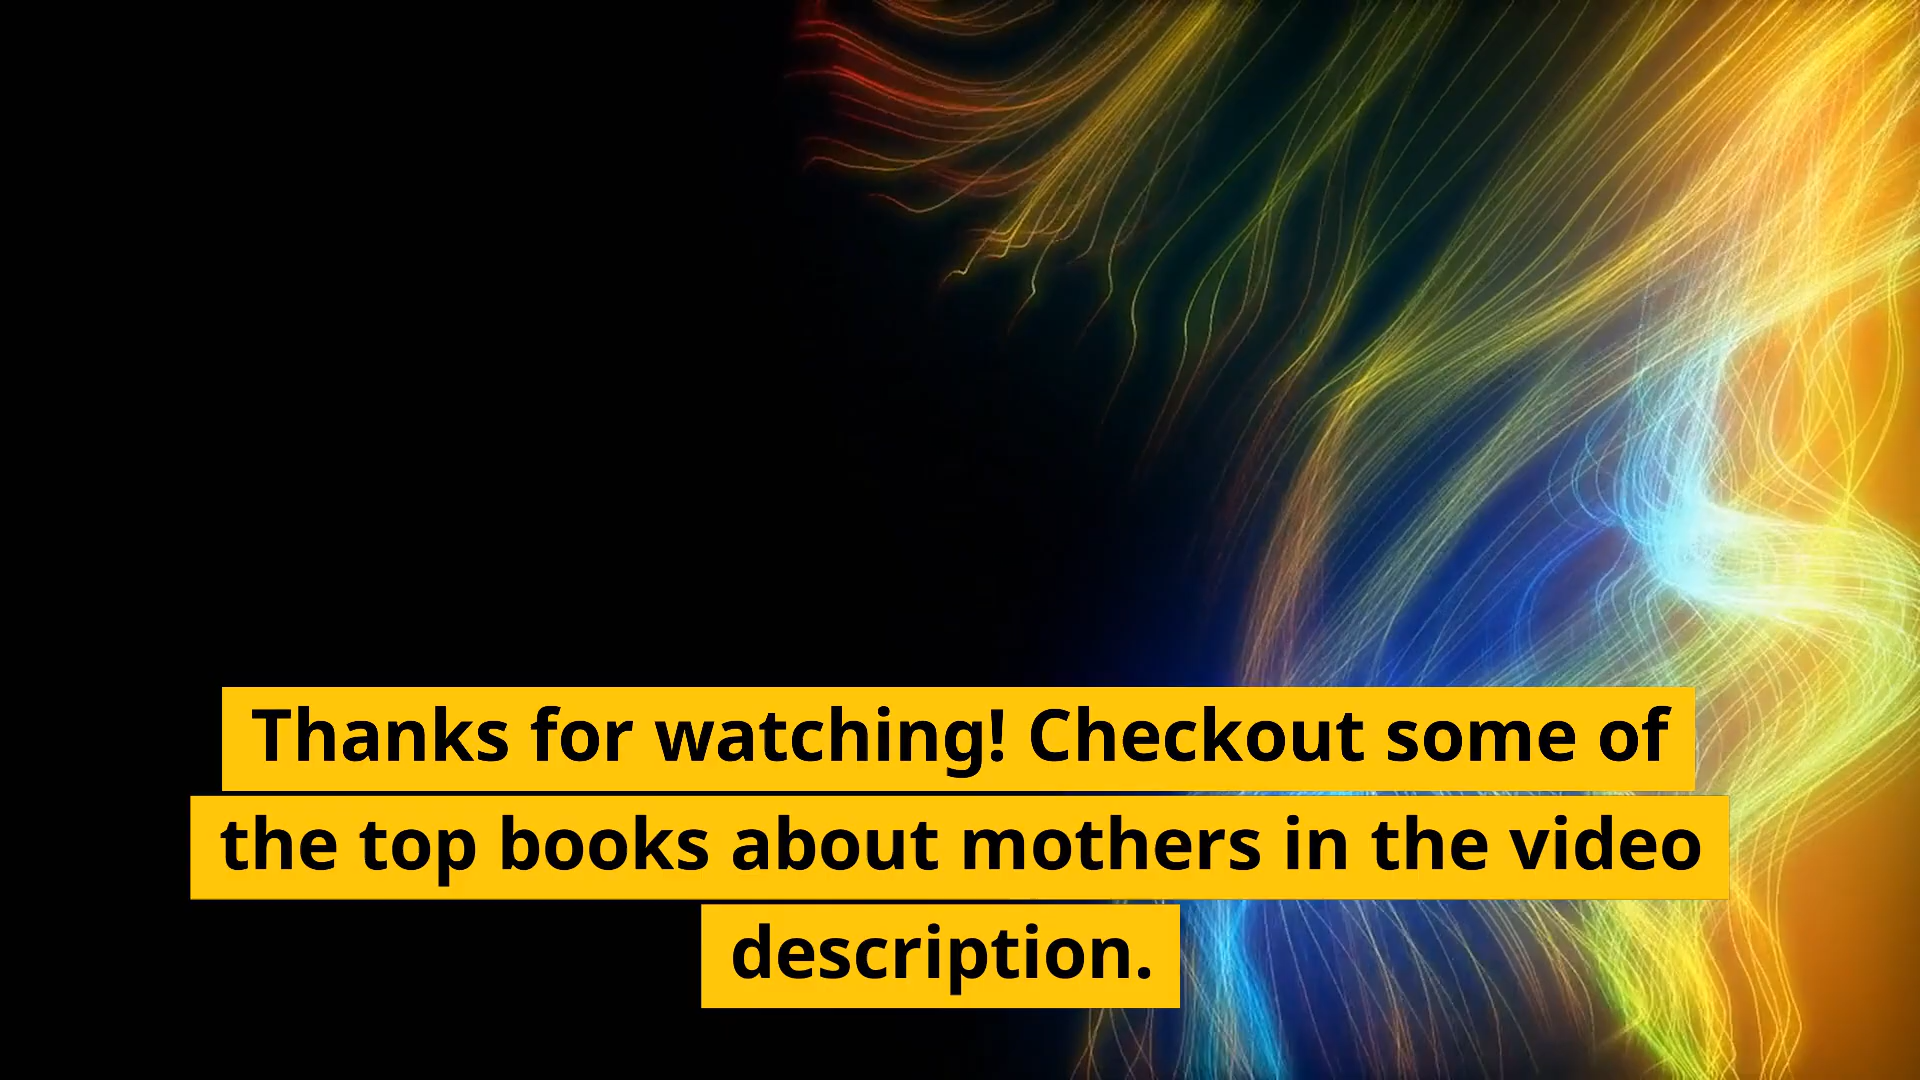 Thanks for watching! Checkout some of
the top books about mothers in the video
description.